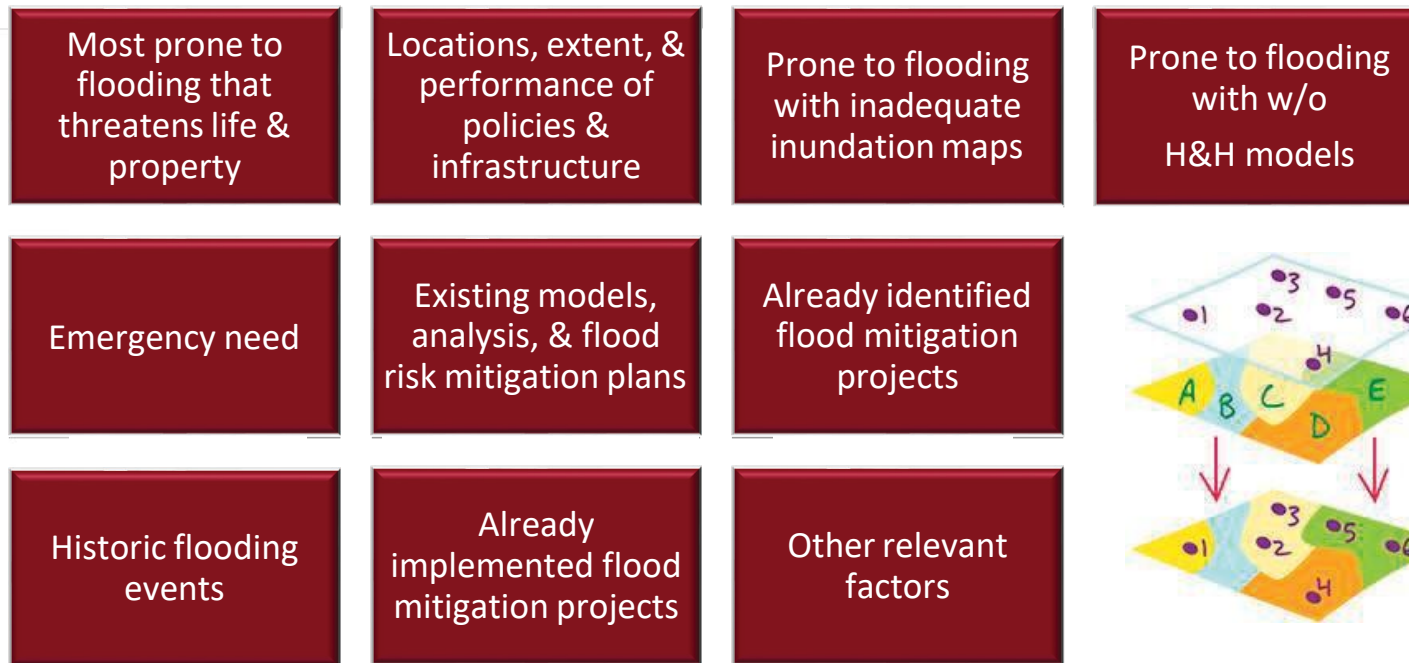 Most prone to
flooding that
threatens life &
property
Locations, extent, &
performance of
policies &
infrastructure
Prone to flooding
with inadequate
inundation maps
Prone to flooding
with w/o
H&H models
Emergency need
Existing models,
analysis, & flood
risk mitigation plans
Already identified
flood mitigation
projects
3
5
1
2
6
4
A
B
C
E
D
Historic flooding
events
Already
implemented flood
mitigation projects
Other relevant
factors
3
5
1
2
6
4